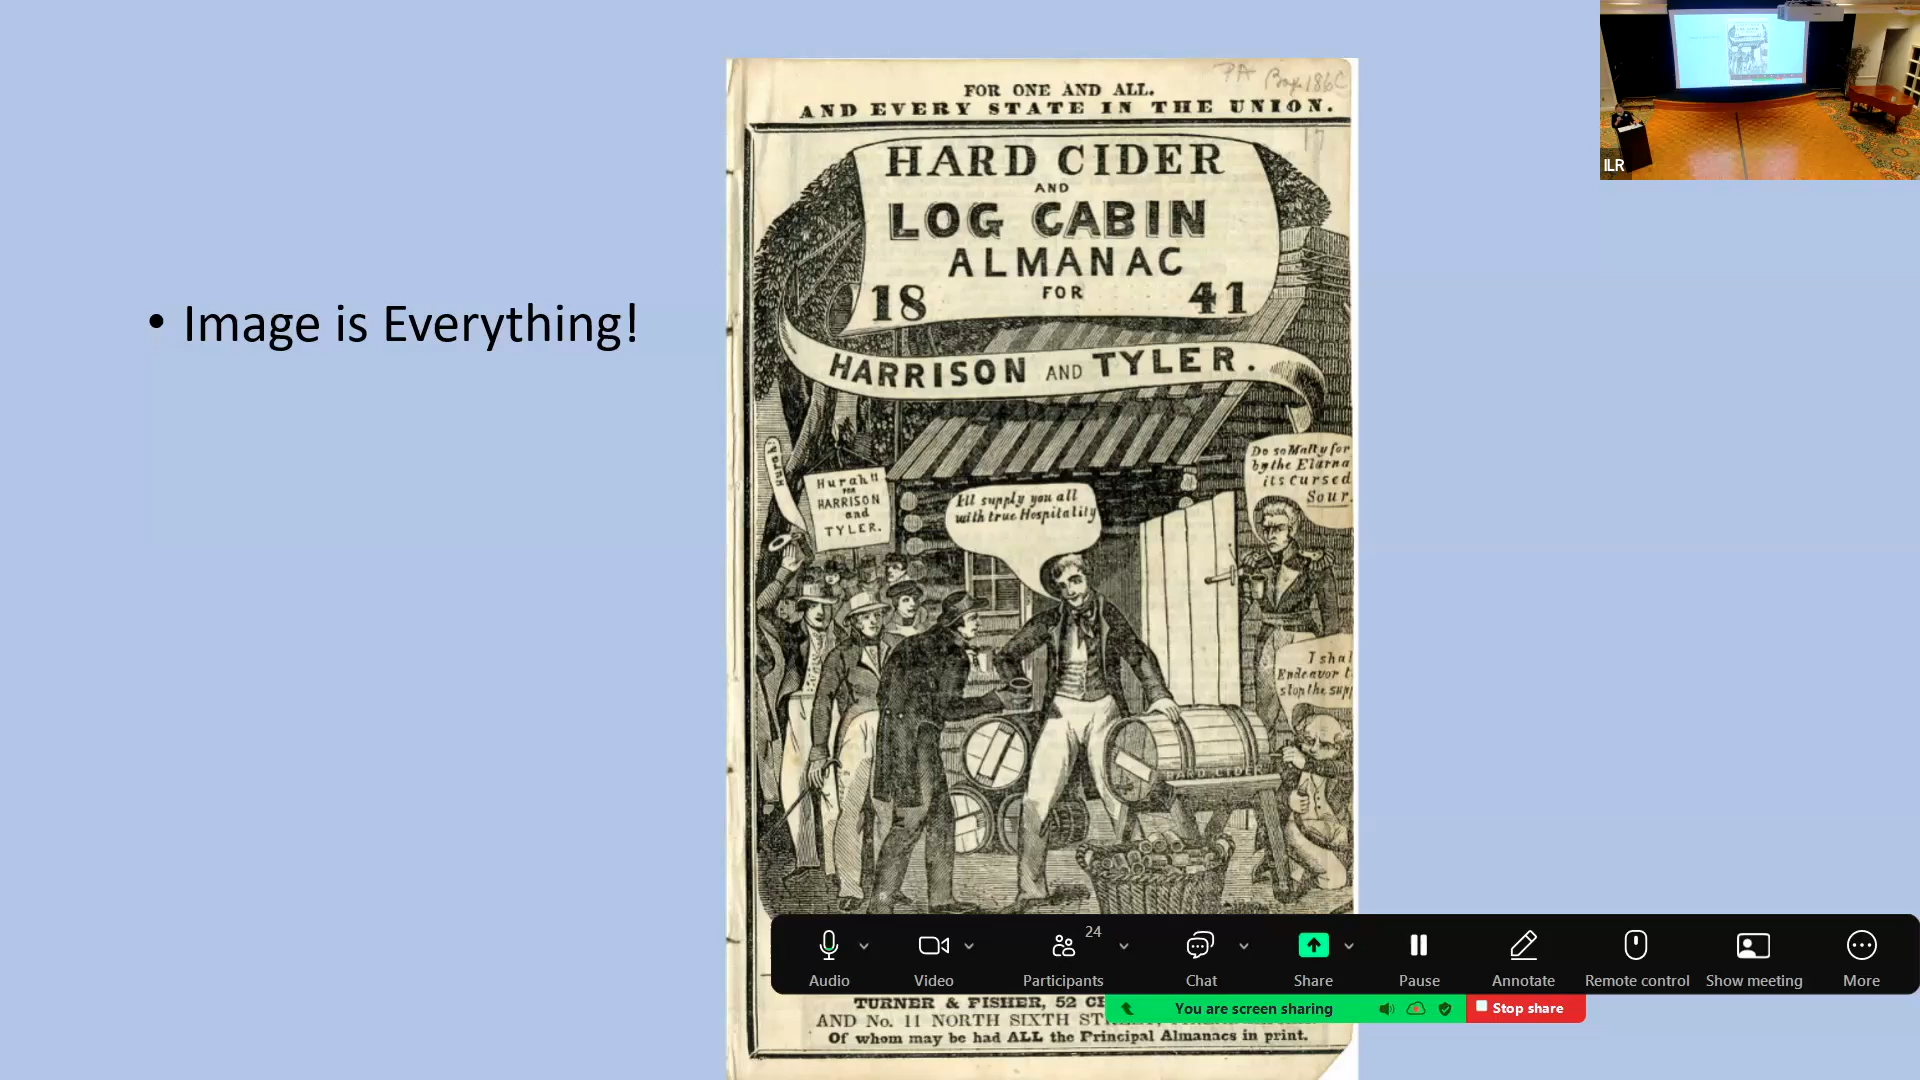 • Image is Everything!
FOR ONE AND ALL.
AND EVERY STATE IN THE UNION.
HARD CIDER
AND
LOG CABIN
ALMANAC
FOR
18 41
HARRISON AND TYLER.
Hurah!!
FOR
HARRISON
and
TYLER.
Ill supply you all
with true Hospitality
Do so Matty for
by the Eturnal
its Cursed
Sour.
I shal
Endeavor t
stop the supp
HARD CIDER
TURNER & FISHER, 52
AND No. 11 NORTH SIXTH
Of whom may be had ALL the Principal Almanacs in print.
ILR
24
Audio
Video
Participants
Chat
Share
Pause
Annotate
Remote control
Show meeting
More
You are screen sharing
Stop share